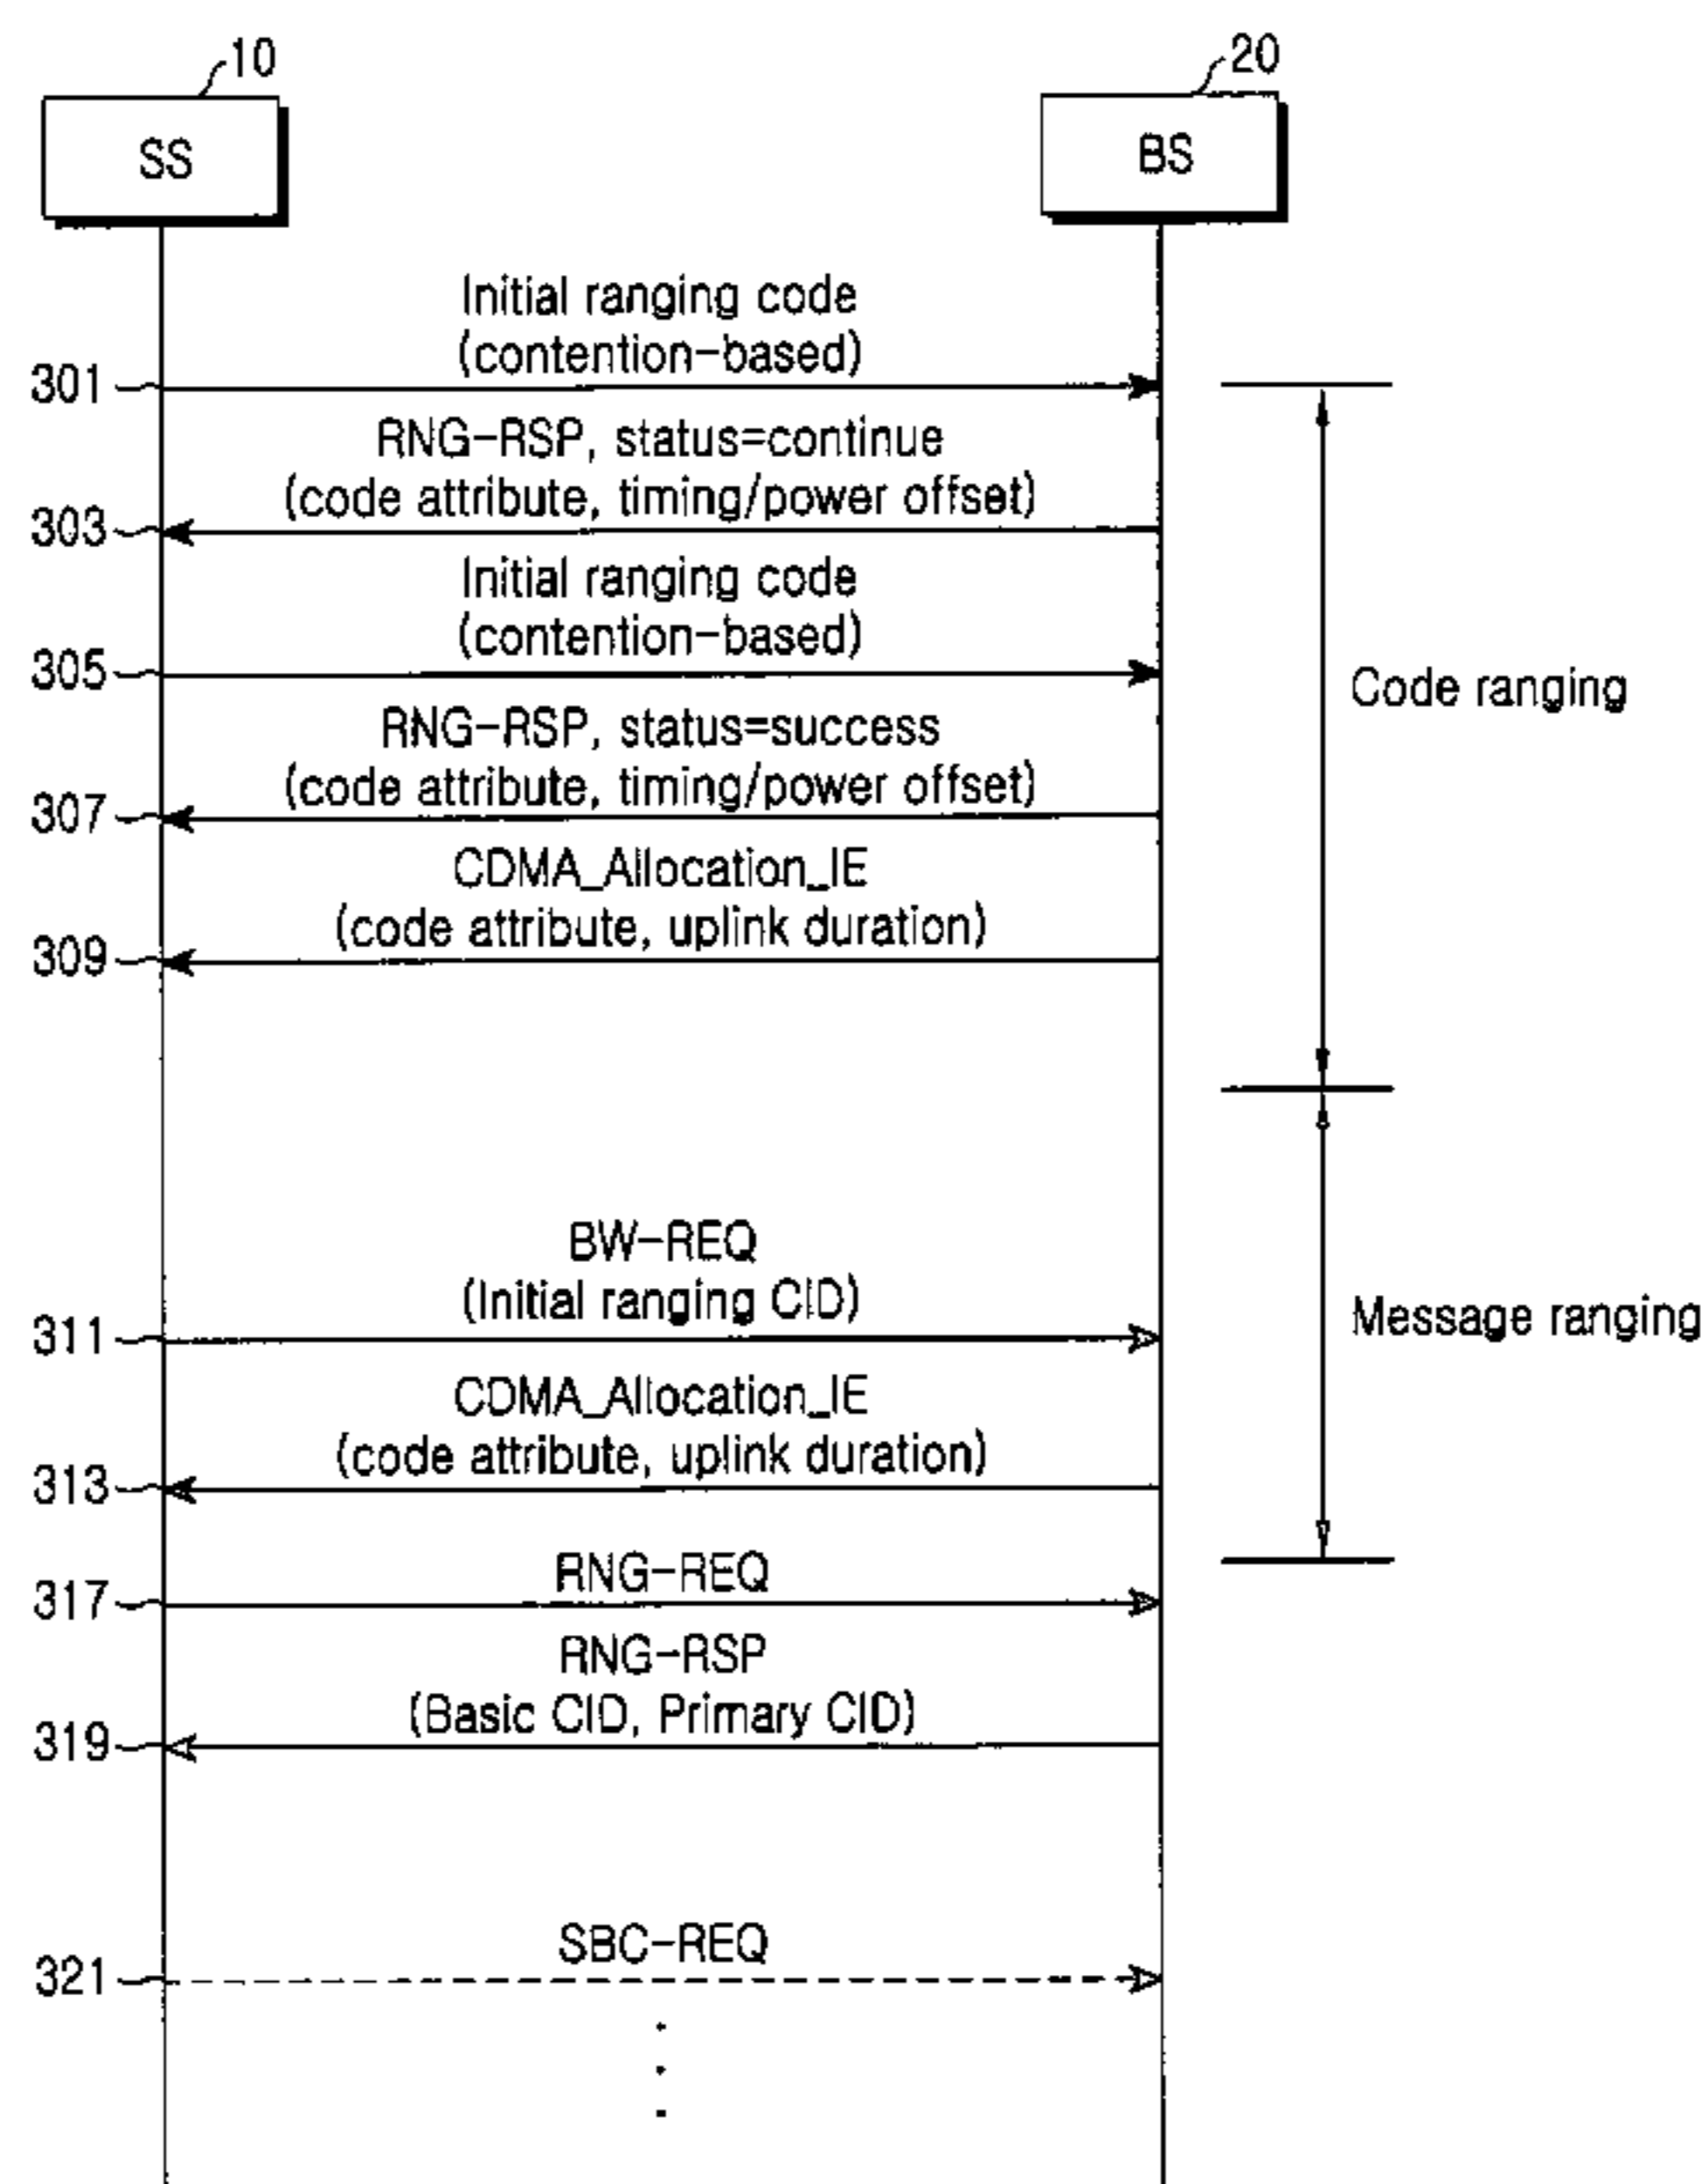 10
20
SS
BS
Initial ranging code
(contention-based)
301
RNG-RSP, status=continue
(code attribute, timing/power offset)
303
Initial ranging code
(contention-based)
305
Code ranging
RNG-RSP, status=success
(code attribute, timing/power offset)
307
CDMA_Allocation_IE
(code attribute, uplink duration)
309
BW-REQ
(Initial ranging CID)
311
Message ranging
CDMA_Allocation_IE
(code attribute, uplink duration)
313
RNG-REQ
317
RNG-RSP
(Basic CID, Primary CID)
319
SBC-REQ
321